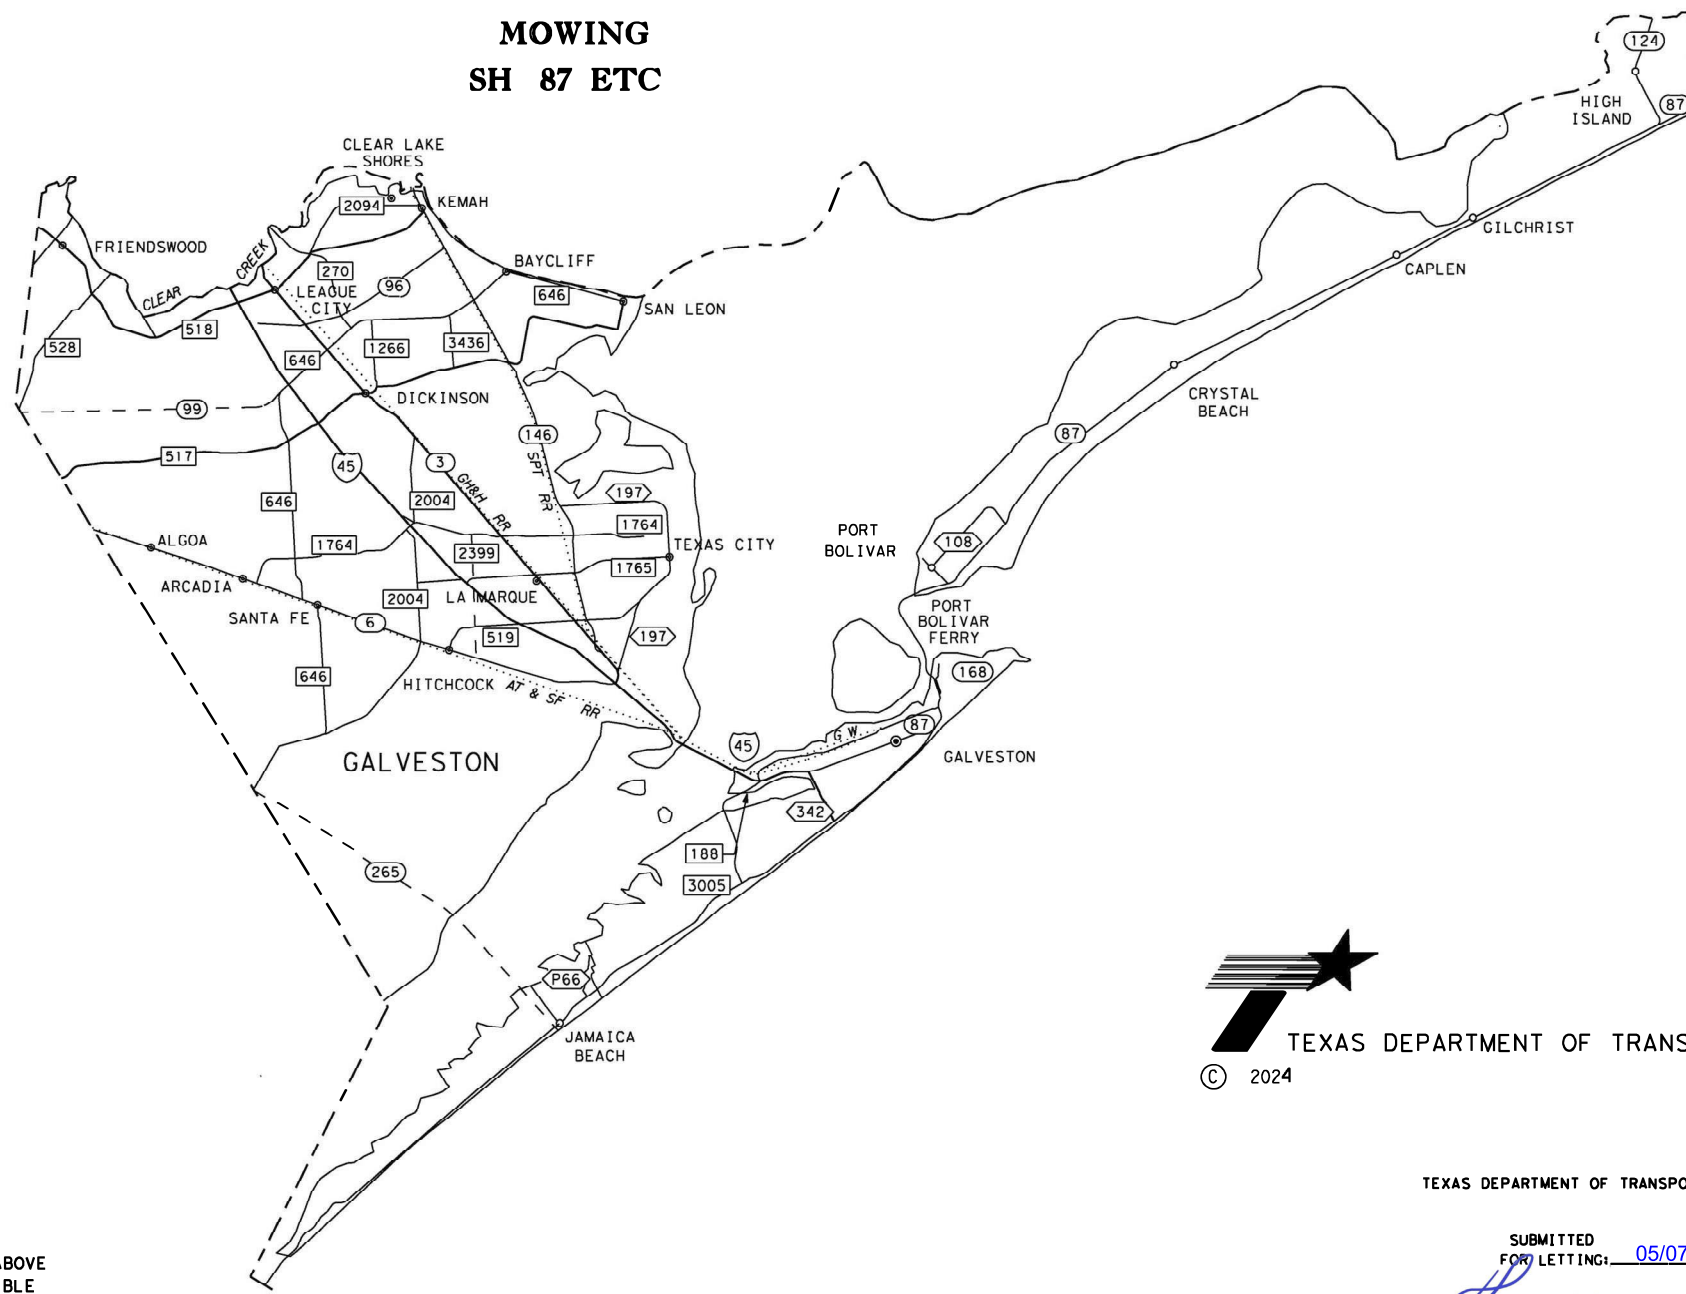 MOWING
SH 87 ETC
124
HIGH
ISLAND
87
CLEAR LAKE
SHORES
2094
KEMAH
FRIENDSWOOD
CREEK
CLEAR
270
96
BAYCLIFF
LEAGUE
CITY
646
SAN LEON
GILCHRIST
CAPLEN
518
528
646
1266
3436
99
DICKINSON
CRYSTAL
BEACH
517
45
3
146
SPT RR
87
GH&H RR
646
2004
197
1764
PORT
BOLIVAR
108
ALGOA
1764
2399
TEXAS CITY
1765
ARCADIA
2004
LA MARQUE
SANTA FE
6
519
197
PORT
BOLIVAR
FERRY
168
646
HITCHCOCK
AT & SF RR
G W
87
45
GALVESTON
GALVESTON
342
188
3005
265
P66
JAMAICA
BEACH
TEXAS DEPARTMENT OF TRANS
© 2024
TEXAS DEPARTMENT OF TRANSPO
SUBMITTED
FOR LETTING: 05/07
ABOVE
BLE